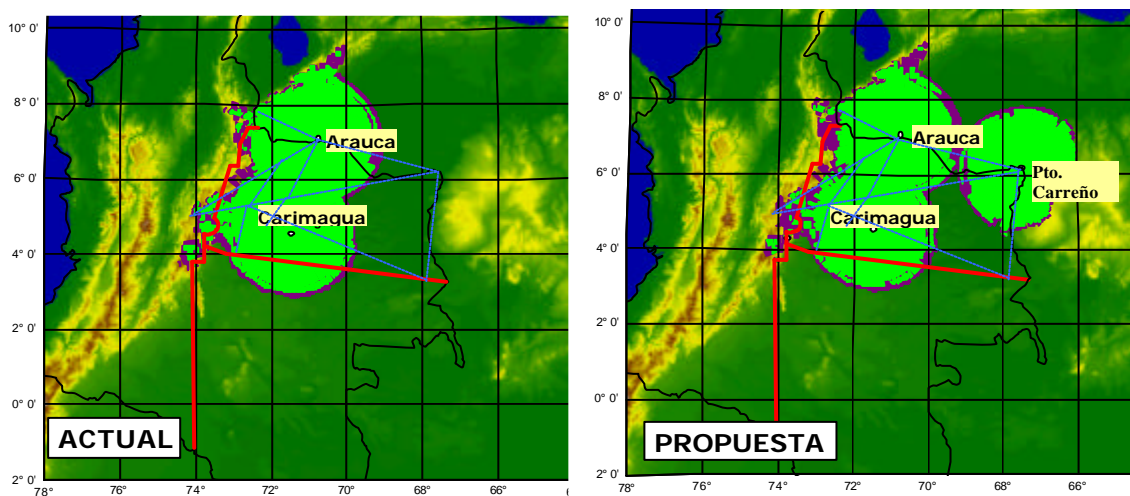 10° 0'
8° 0'
Arauca
6° 0'
Carimagua
4° 0'
2° 0'
0° 0'
ACTUAL
2° 0'
78° 76° 74° 72° 70° 68°
10° 0'
8° 0'
Arauca
6° 0'
Pto.
Carreño
Carimagua
4° 0'
2° 0'
0° 0'
PROPUESTA
2° 0'
78° 76° 74° 72° 70° 68° 66°